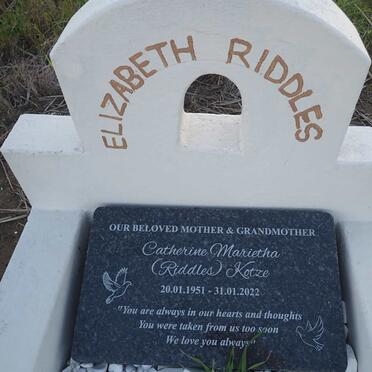 ELIZABETH RIDDLES
OUR BELOVED MOTHER & GRANDMOTHER
Catherine Marietha
(Riddles) Kotze
20.01.1951 - 31.01.2022
"You are always in our hearts and thoughts
You were taken from us too soon
We love you always"